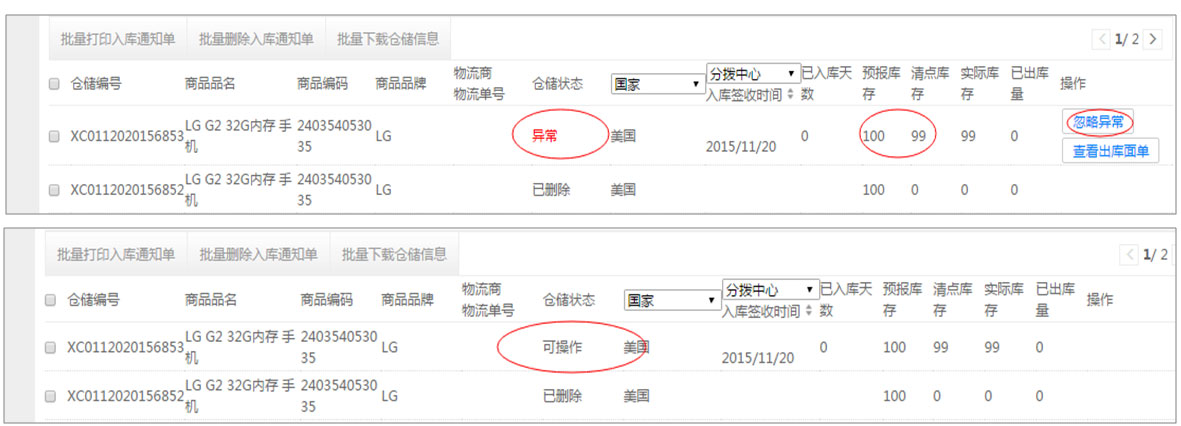 批量打印入库通知单 批量删除入库通知单 批量下载仓储信息 1/ 2
仓储编号 商品品名 商品编码 商品品牌 物流商 物流单号 仓储状态 国家 分拨中心 入库签收时间 已入库天数 预报库存 清点库存 实际库存 已出库量 操作
XC0112020156853 LG G2 32G内存 手机 240354053035 LG 异常 美国 2015/11/20 0 100 99 99 0 忽略异常
查看出库面单
XC0112020156852 LG G2 32G内存 手机 240354053035 LG 已删除 美国 100 0 0 0
批量打印入库通知单 批量删除入库通知单 批量下载仓储信息 1/ 2
仓储编号 商品品名 商品编码 商品品牌 物流商 物流单号 仓储状态 国家 分拨中心 入库签收时间 已入库天数 预报库存 清点库存 实际库存 已出库量 操作
XC0112020156853 LG G2 32G内存 手机 240354053035 LG 可操作 美国 2015/11/20 0 100 99 99 0
XC0112020156852 LG G2 32G内存 手机 240354053035 LG 已删除 美国 100 0 0 0